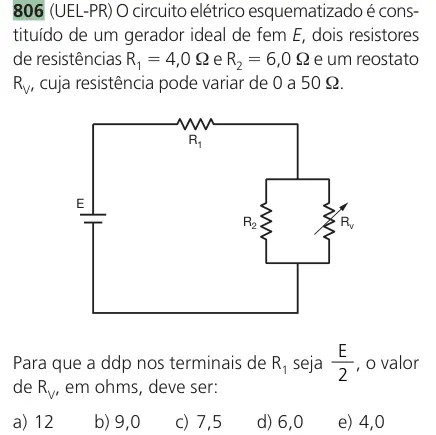 806 (UEL-PR) O circuito elétrico esquematizado é cons-
tituído de um gerador ideal de fem E, dois resistores
de resistências R₁ = 4,0 Ω e R₂ = 6,0 Ω e um reostato
Rᵥ, cuja resistência pode variar de 0 a 50 Ω.
R₁
E
R₂
Rᵥ
Para que a ddp nos terminais de R₁ seja E/2, o valor
de Rᵥ, em ohms, deve ser:
a) 12 b) 9,0 c) 7,5 d) 6,0 e) 4,0